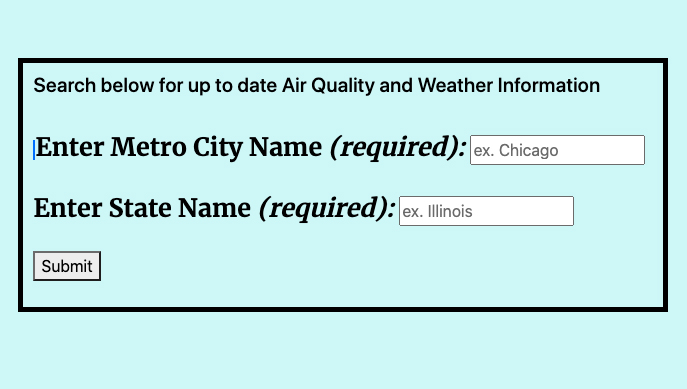 Search below for up to date Air Quality and Weather Information
Enter Metro City Name (required): ex. Chicago
Enter State Name (required): ex. Illinois
Submit